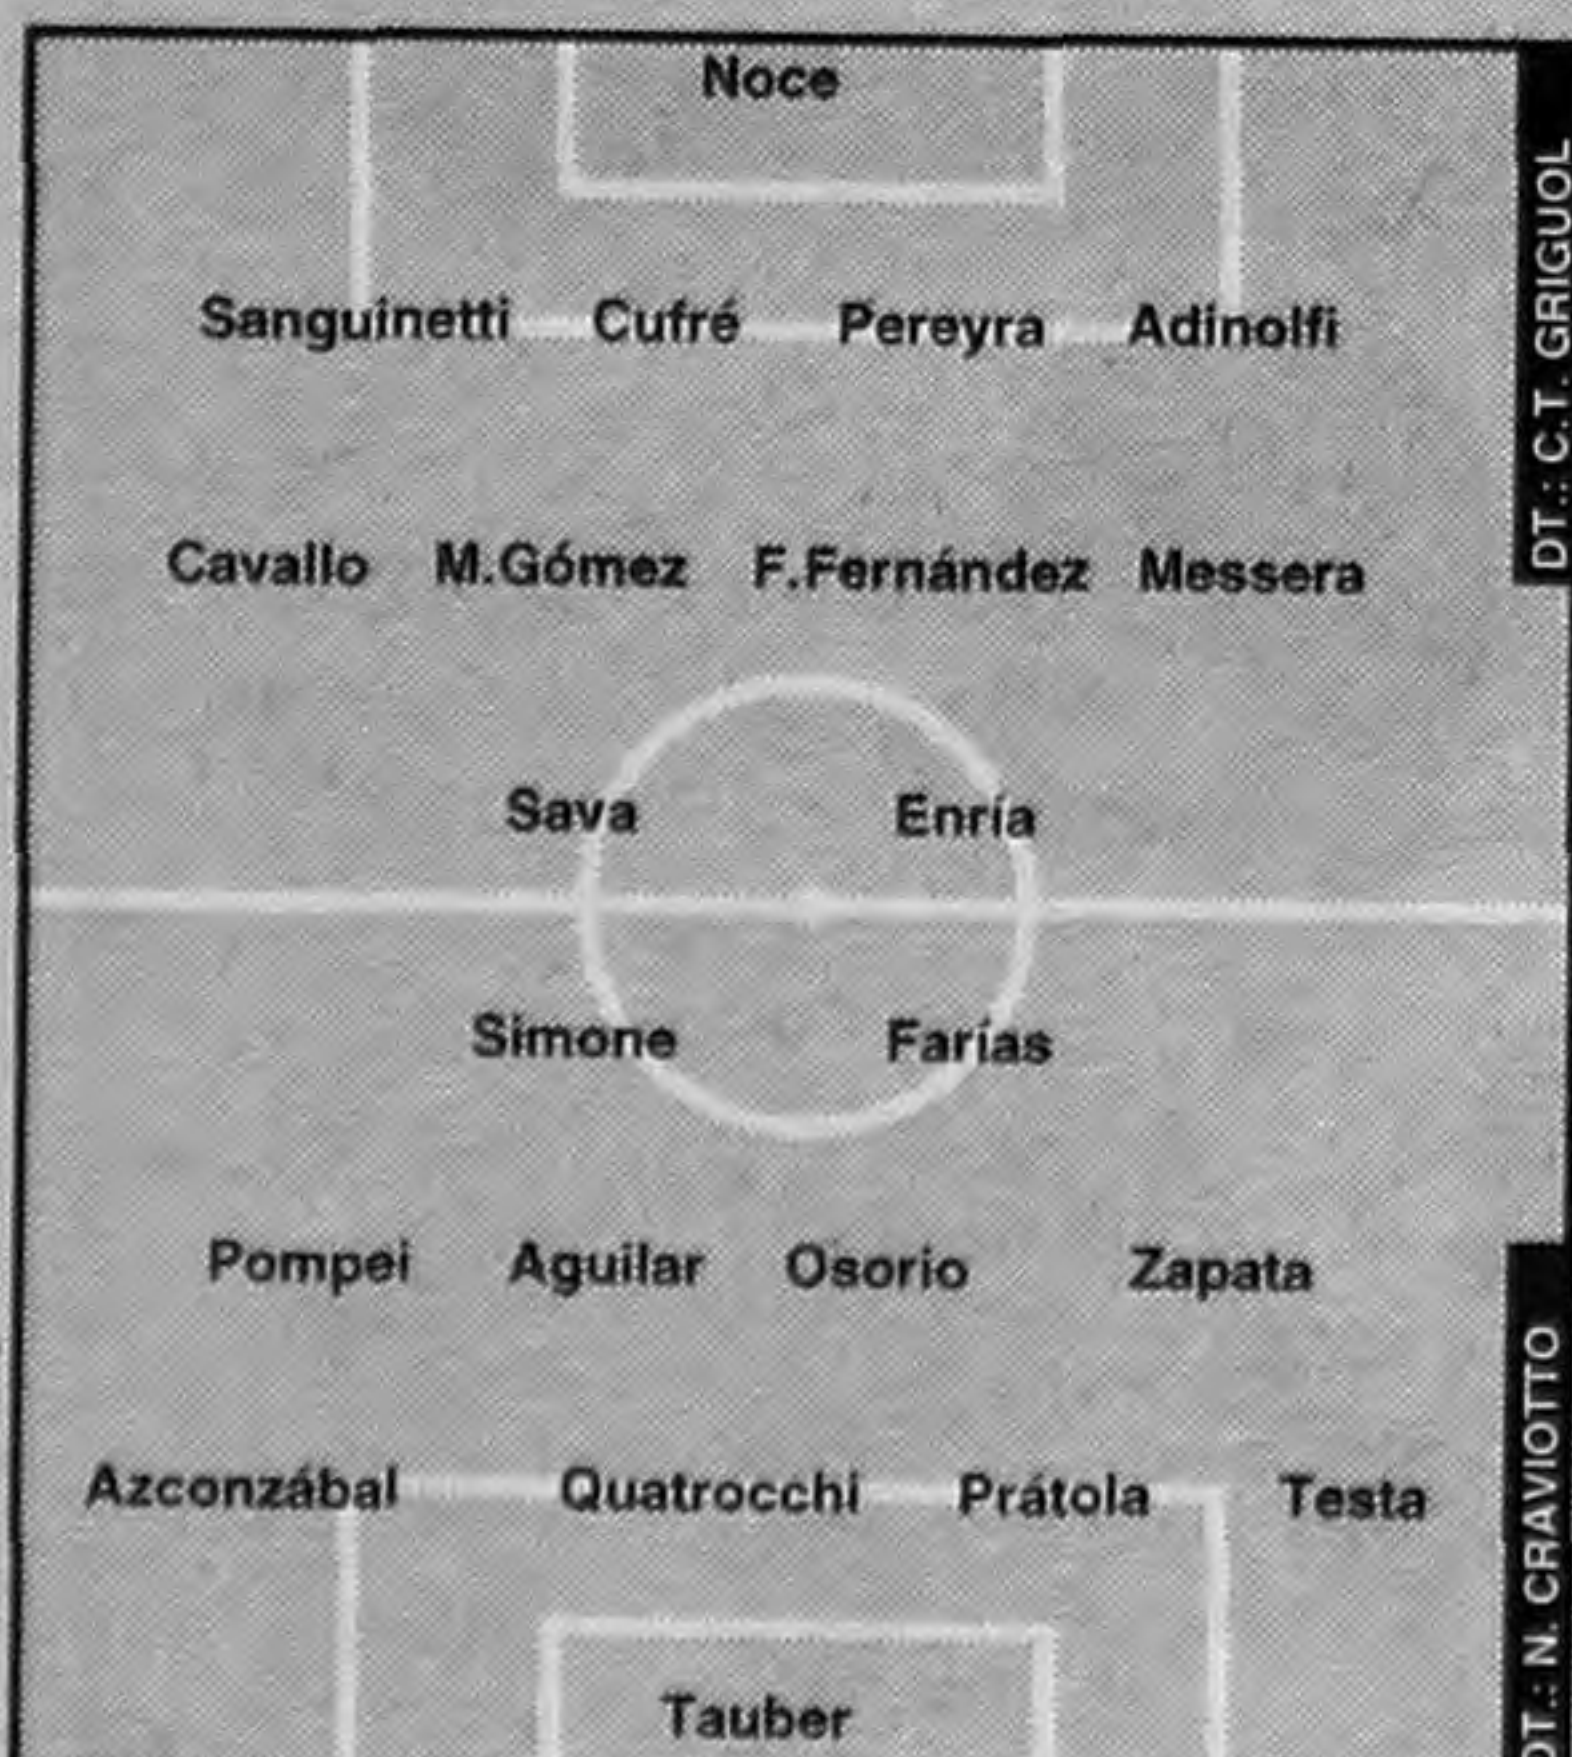 Noce
Sanguinetti Cufré Pereyra Adinolfi
Cavallo M.Gómez F.Fernández Messera
Sava Enría
DT.: C.T. GRIGUOL
Simone Farías
Pompei Aguilar Osorio Zapata
Azconzábal Quatrocchi Prátola Testa
Tauber
DT.: N. CRAVIOTTO